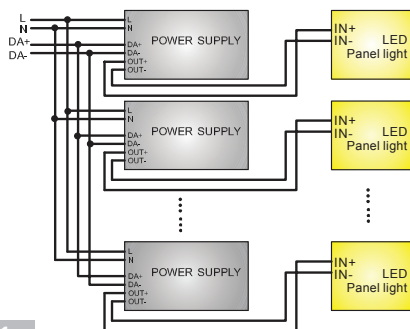 L
N
DA+
DA-
L
N
DA+
DA-
OUT+
OUT-
POWER SUPPLY
IN+
IN-
LED
Panel light
L
N
DA+
DA-
OUT+
OUT-
POWER SUPPLY
IN+
IN-
LED
Panel light
L
N
DA+
DA-
OUT+
OUT-
POWER SUPPLY
IN+
IN-
LED
Panel light